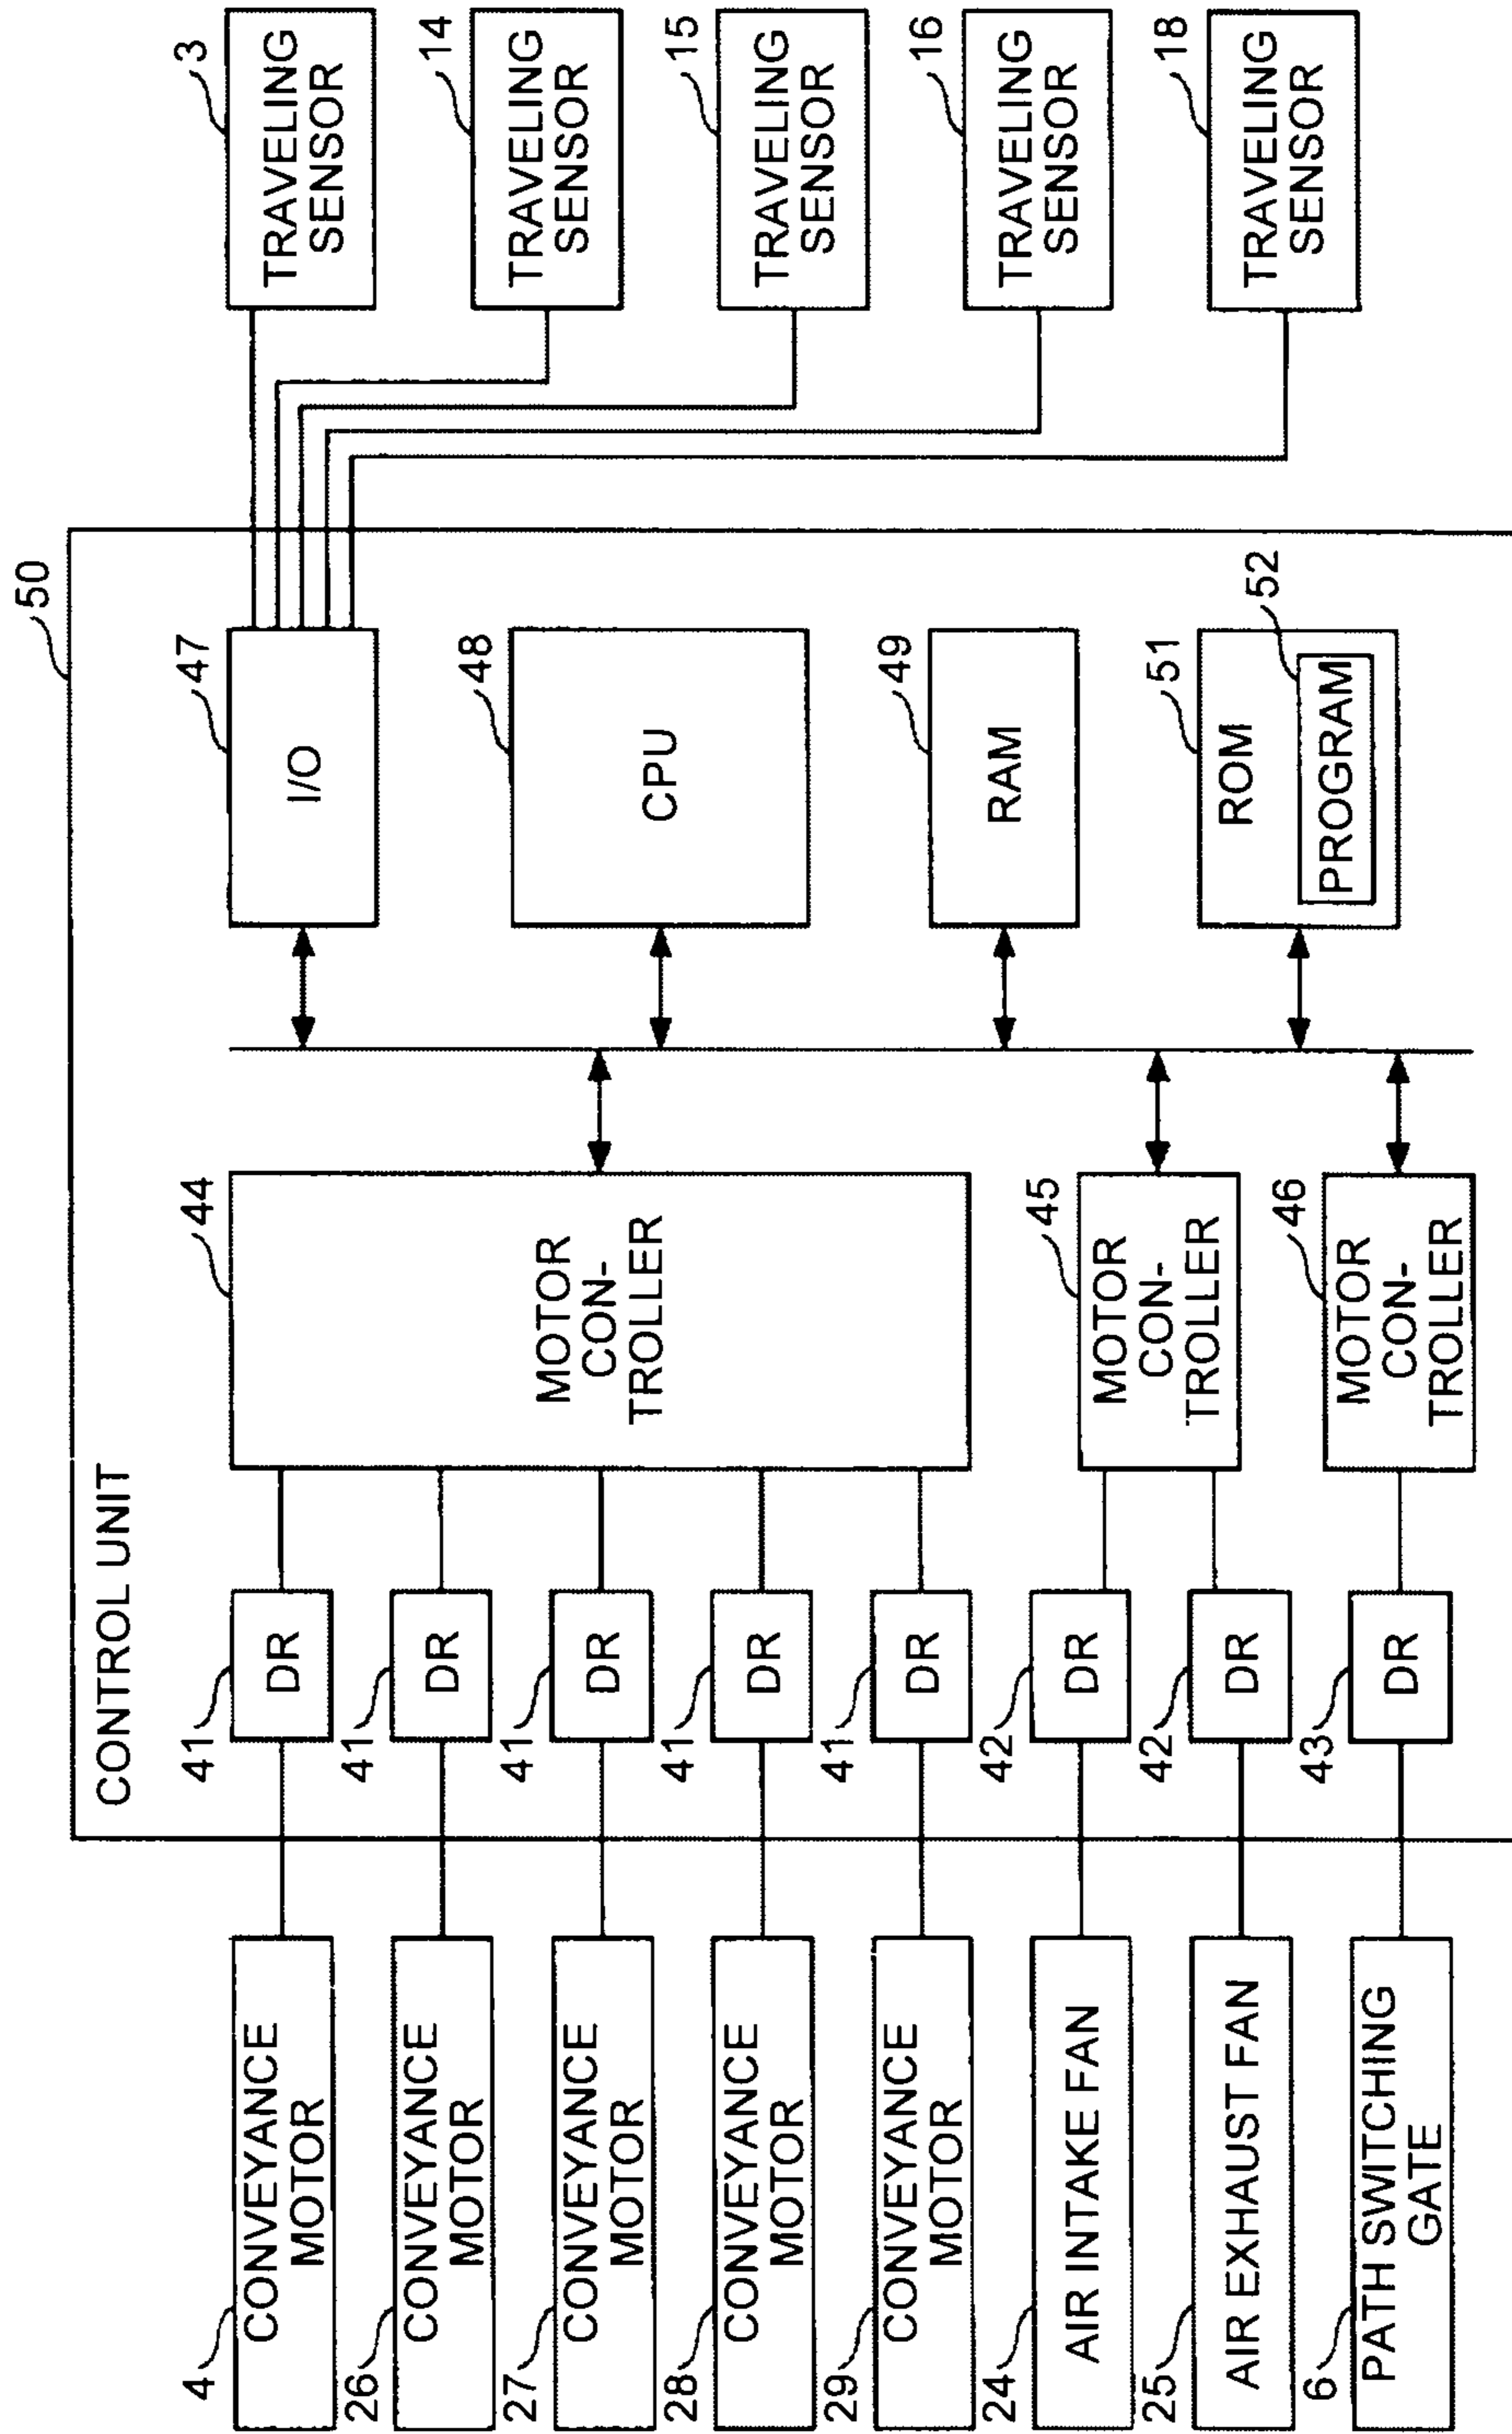 50
CONTROL UNIT
4
CONVEYANCE
MOTOR
26
CONVEYANCE
MOTOR
27
CONVEYANCE
MOTOR
28
CONVEYANCE
MOTOR
29
CONVEYANCE
MOTOR
24
AIR INTAKE FAN
25
AIR EXHAUST FAN
6
PATH SWITCHING
GATE
41
DR
41
DR
41
DR
41
DR
41
DR
42
DR
42
DR
43
DR
44
MOTOR
CON-
TROLLER
45
MOTOR
CON-
TROLLER
46
MOTOR
CON-
TROLLER
47
I/O
48
CPU
49
RAM
51
ROM
52
PROGRAM
3
TRAVELING
SENSOR
14
TRAVELING
SENSOR
15
TRAVELING
SENSOR
16
TRAVELING
SENSOR
18
TRAVELING
SENSOR